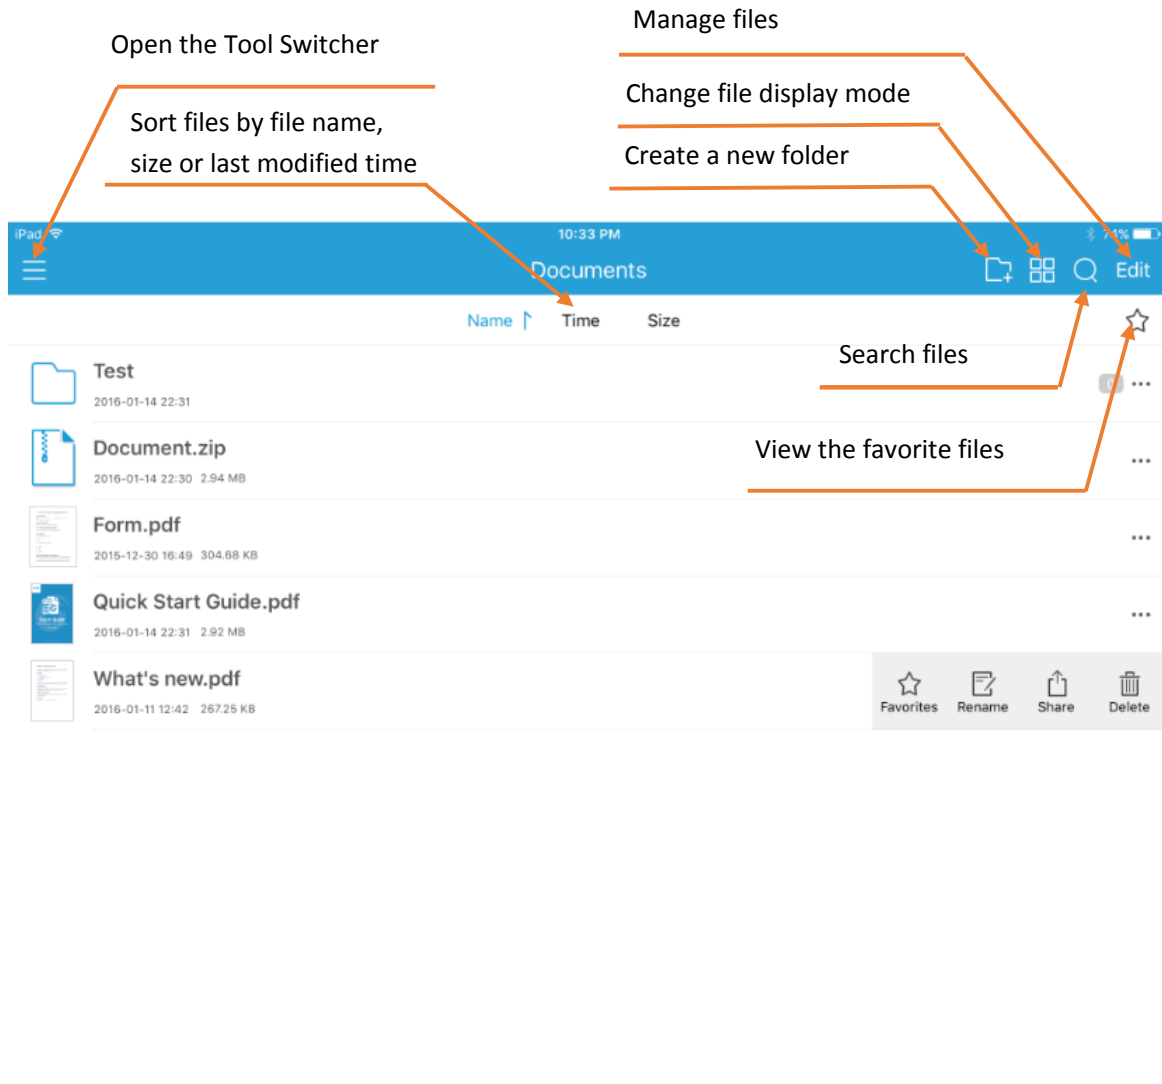 Manage files
Open the Tool Switcher
Change file display mode
Sort files by file name,
size or last modified time
Create a new folder
iPad 10:33 PM 74%
Documents Edit
Name Time Size
Search files
Test
2016-01-14 22:31
Document.zip
2016-01-14 22:30 2.94 MB
View the favorite files
Form.pdf
2015-12-30 16:49 304.68 KB
Quick Start Guide.pdf
2016-01-14 22:31 2.92 MB
What's new.pdf
2016-01-11 12:42 267.25 KB
Favorites Rename Share Delete